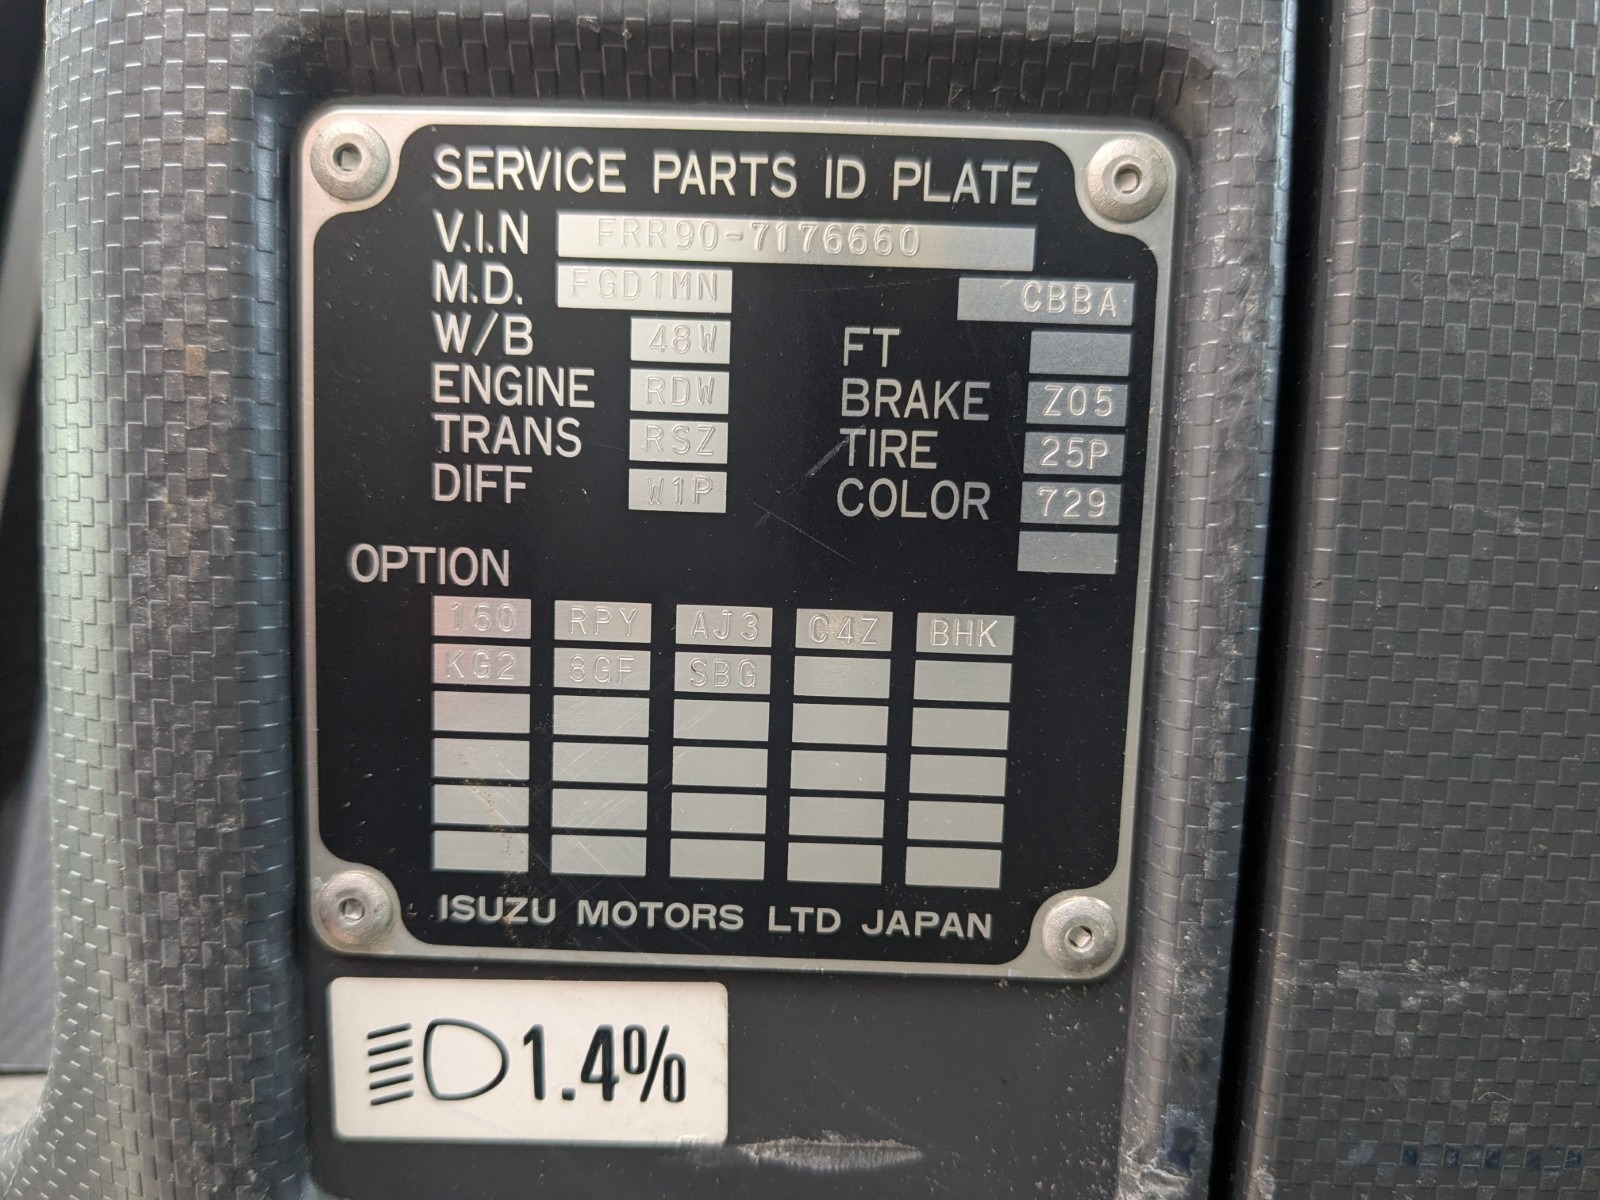 SERVICE PARTS ID PLATE
V.I.N FRR90-7176660
M.D. FGD1MN CBBA
W/B 48W FT
ENGINE RDW BRAKE Z05
TRANS RSZ TIRE 25P
DIFF W1P COLOR 729
OPTION
160 RPY AJ3 C4Z BHK
KG2 8GF SBG
ISUZU MOTORS LTD JAPAN
1.4%